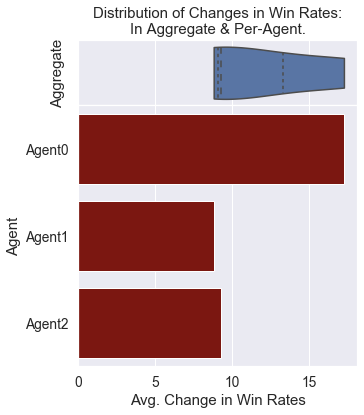 Distribution of Changes in Win Rates:
In Aggregate & Per-Agent.
Aggregate
Agent0
Agent1
Agent2
Agent
0 5 10 15
Avg. Change in Win Rates